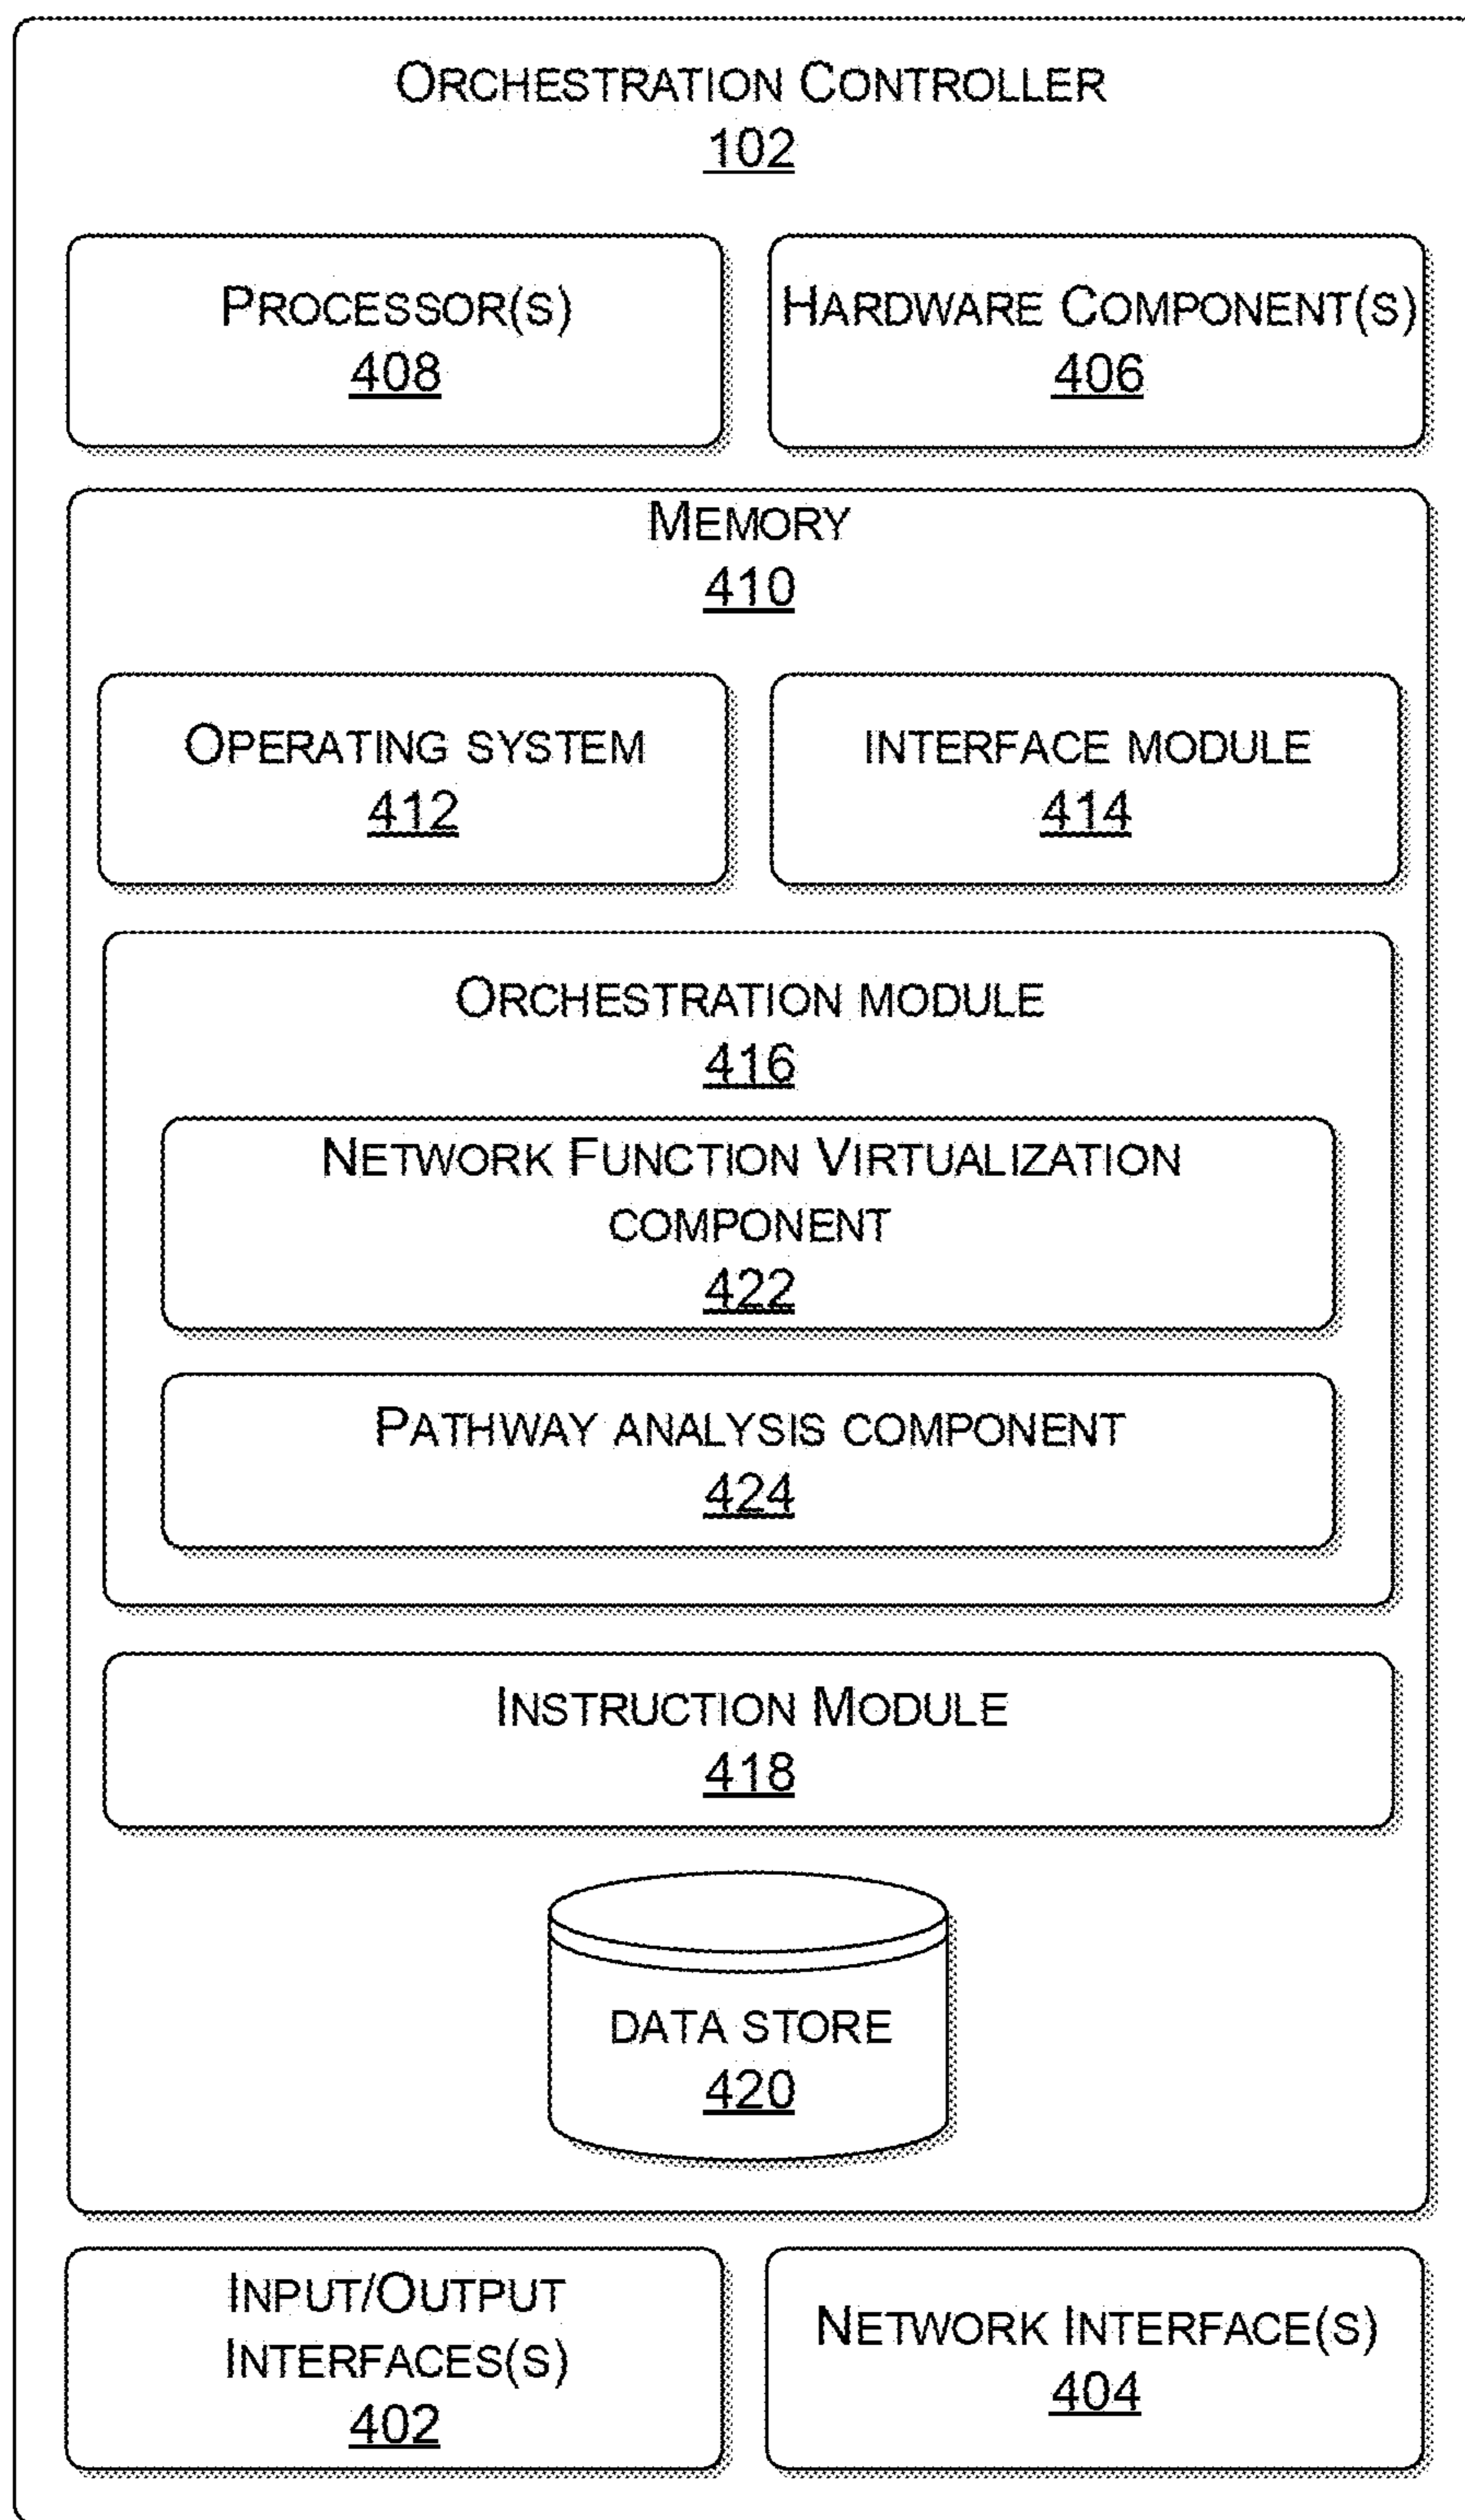 ORCHESTRATION CONTROLLER
102
PROCESSOR(S)
408
HARDWARE COMPONENT(S)
406
MEMORY
410
OPERATING SYSTEM
412
INTERFACE MODULE
414
ORCHESTRATION MODULE
416
NETWORK FUNCTION VIRTUALIZATION
COMPONENT
422
PATHWAY ANALYSIS COMPONENT
424
INSTRUCTION MODULE
418
DATA STORE
420
INPUT/OUTPUT
INTERFACES(S)
402
NETWORK INTERFACE(S)
404